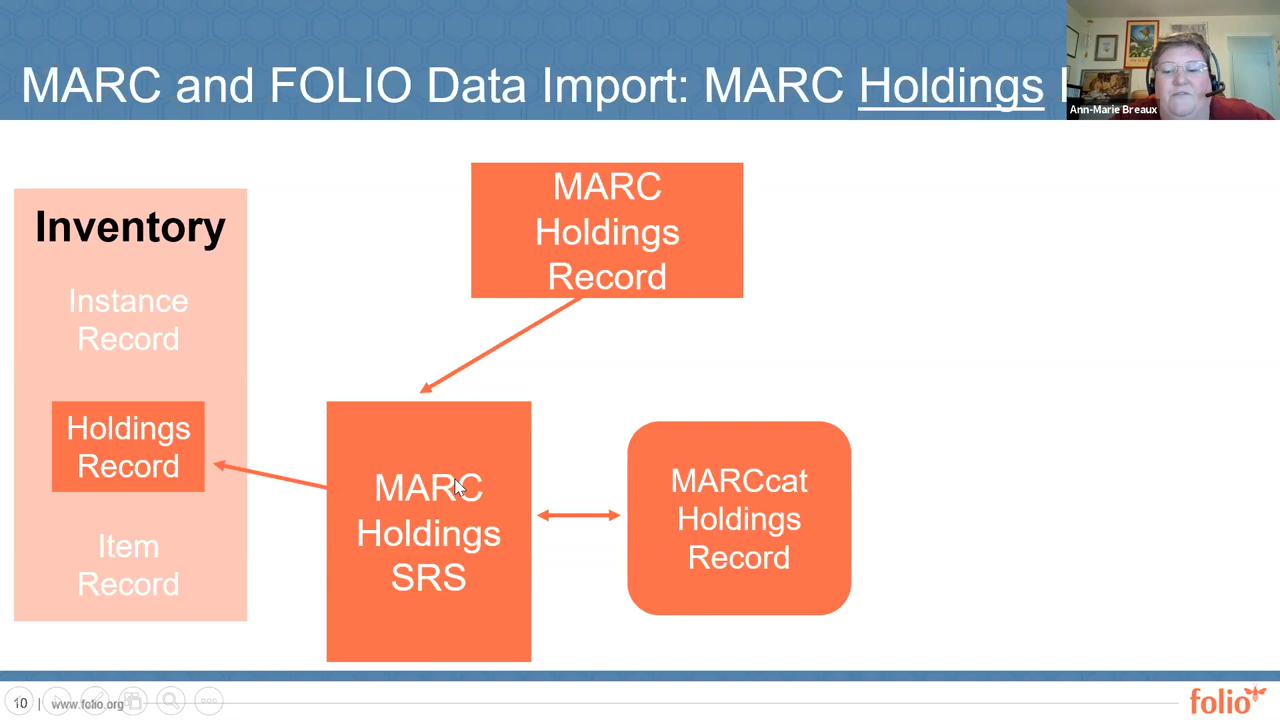 MARC and FOLIO Data Import: MARC Holdings
Ann-Marie Breaux
MARC
Holdings
Record
Inventory
Instance
Record
Holdings
Record
Item
Record
MARC
Holdings
SRS
MARCcat
Holdings
Record
10 | www.folio.org
folio